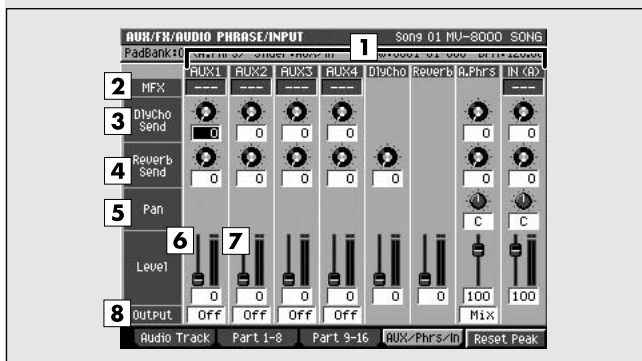 AUX/FX/AUDIO PHRASE/INPUT Song 01 MV-8000 SONG
1
AUX1 AUX2 AUX3 AUX4 DlyCho Reverb A.Phrs IN (A)
2 MFX --- --- --- --- ---
3 DlyCho Send 0 0 0 0 0 0
4 Reverb Send 0 0 0 0 0 0 0
5 Pan C C
6 7
Level 0 0 0 0 0 0 100 100
8 Output Off Off Off Off Mix
Audio Track Part 1-8 Part 9-16 AUX/Phrs/In Reset Peak